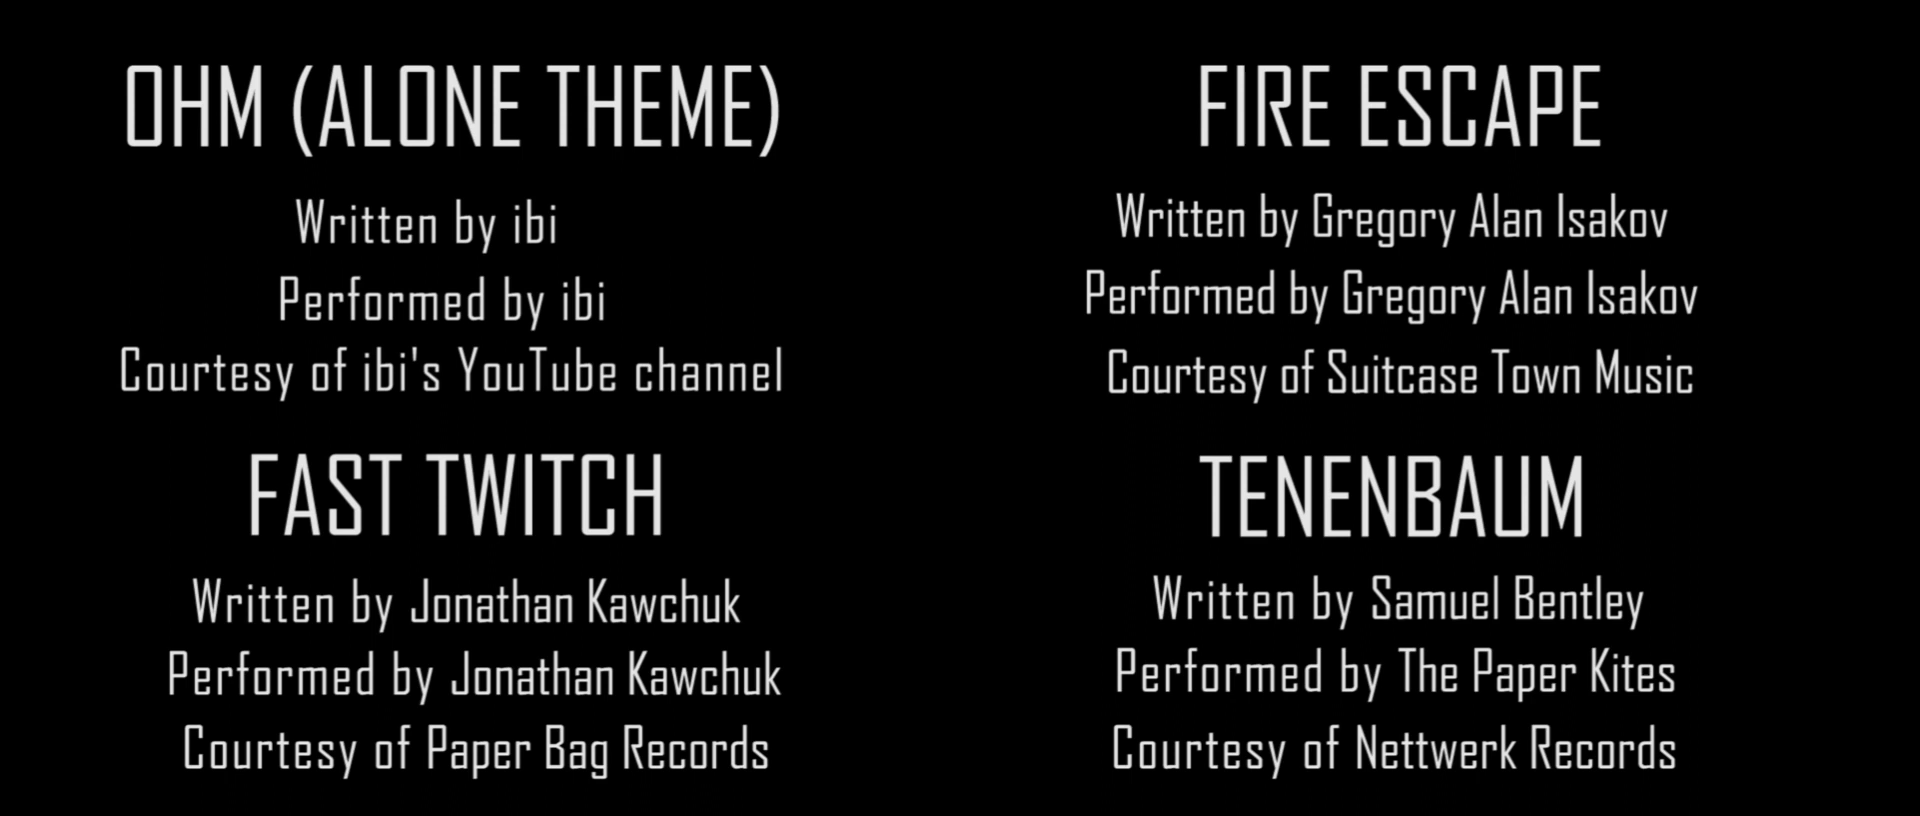 OHM (ALONE THEME)
Written by ibi
Performed by ibi
Courtesy of ibi's YouTube channel
FIRE ESCAPE
Written by Gregory Alan Isakov
Performed by Gregory Alan Isakov
Courtesy of Suitcase Town Music
FAST TWITCH
Written by Jonathan Kawchuk
Performed by Jonathan Kawchuk
Courtesy of Paper Bag Records
TENENBAUM
Written by Samuel Bentley
Performed by The Paper Kites
Courtesy of Nettwerk Records